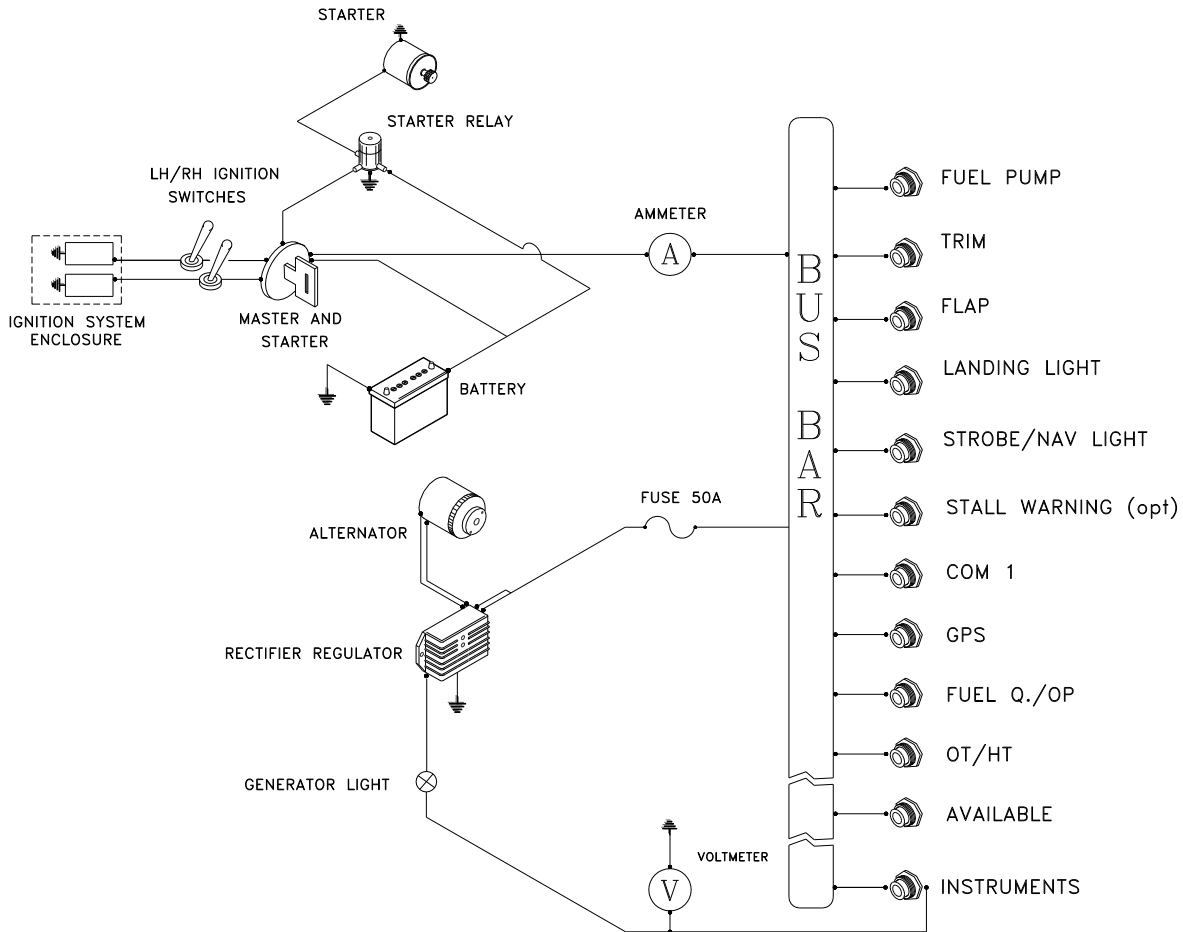 STARTER
STARTER RELAY
LH/RH IGNITION
SWITCHES
AMMETER
A
IGNITION SYSTEM
ENCLOSURE
MASTER AND
STARTER
BATTERY
ALTERNATOR
FUSE 50A
RECTIFIER REGULATOR
GENERATOR LIGHT
VOLTMETER
V
BUS BAR
FUEL PUMP
TRIM
FLAP
LANDING LIGHT
STROBE/NAV LIGHT
STALL WARNING (opt)
COM 1
GPS
FUEL Q./OP
OT/HT
AVAILABLE
INSTRUMENTS